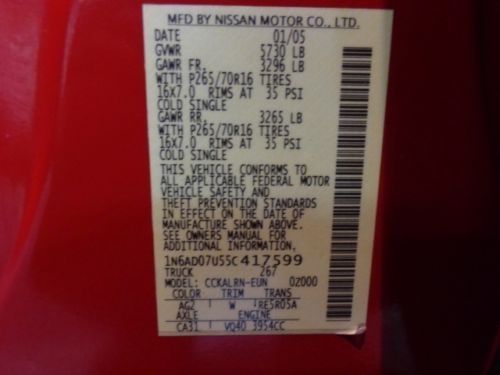 MFD BY NISSAN MOTOR CO., LTD.
DATE 01/05
GVWR 5730 LB
GAWR FR. 3296 LB
WITH P265/70R16 TIRES
16X7.0 RIMS AT 35 PSI
COLD SINGLE
GAWR RR. 3265 LB
WITH P265/70R16 TIRES
16X7.0 RIMS AT 35 PSI
COLD SINGLE
THIS VEHICLE CONFORMS TO
ALL APPLICABLE FEDERAL MOTOR
VEHICLE SAFETY AND
THEFT PREVENTION STANDARDS
IN EFFECT ON THE DATE OF
MANUFACTURE SHOWN ABOVE.
SEE OWNERS MANUAL FOR
ADDITIONAL INFORMATION.
1N6AD07U55C417599
TRUCK 267
MODEL: CCKALRN-EUN 02000
COLOR TRIM TRANS
AG2 W RE5R05A
AXLE ENGINE
CA31 VQ40 3954CC